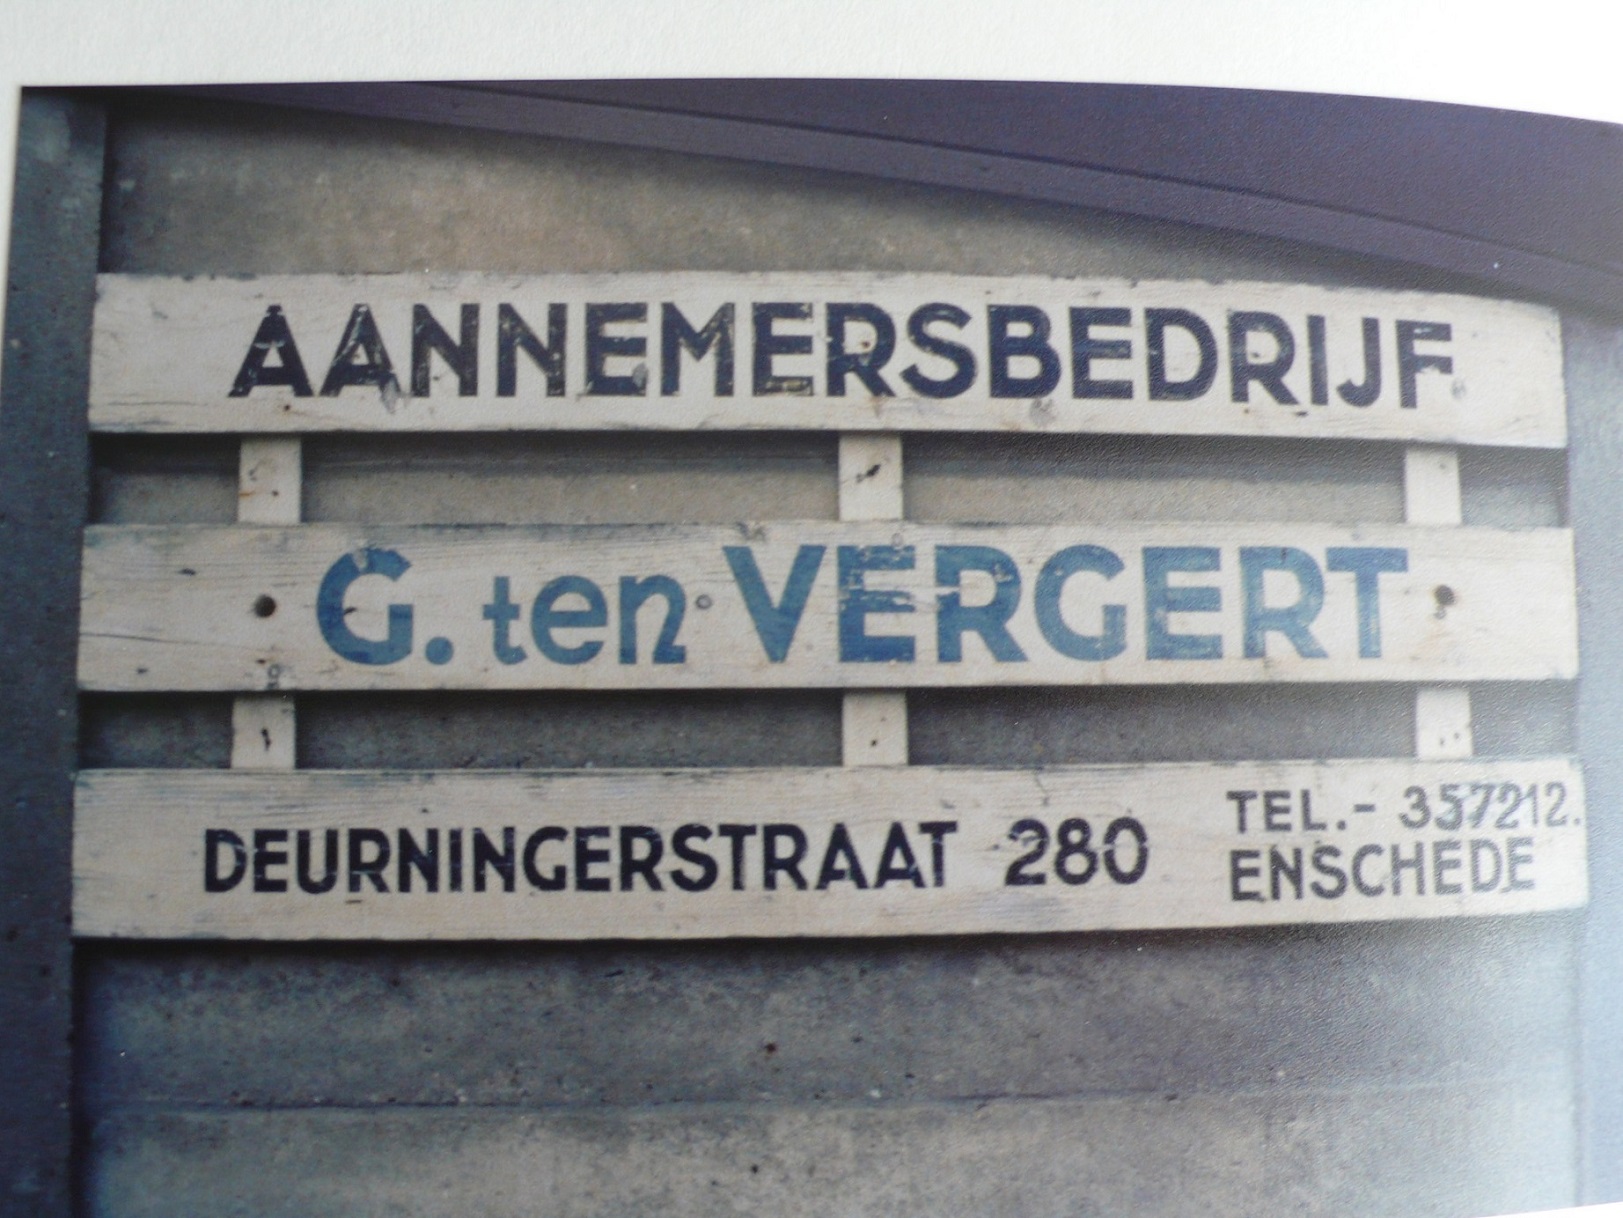 AANNEMERSBEDRIJF
G. ten VERGERT
DEURNINGERSTRAAT 280
TEL.- 357212.
ENSCHEDE